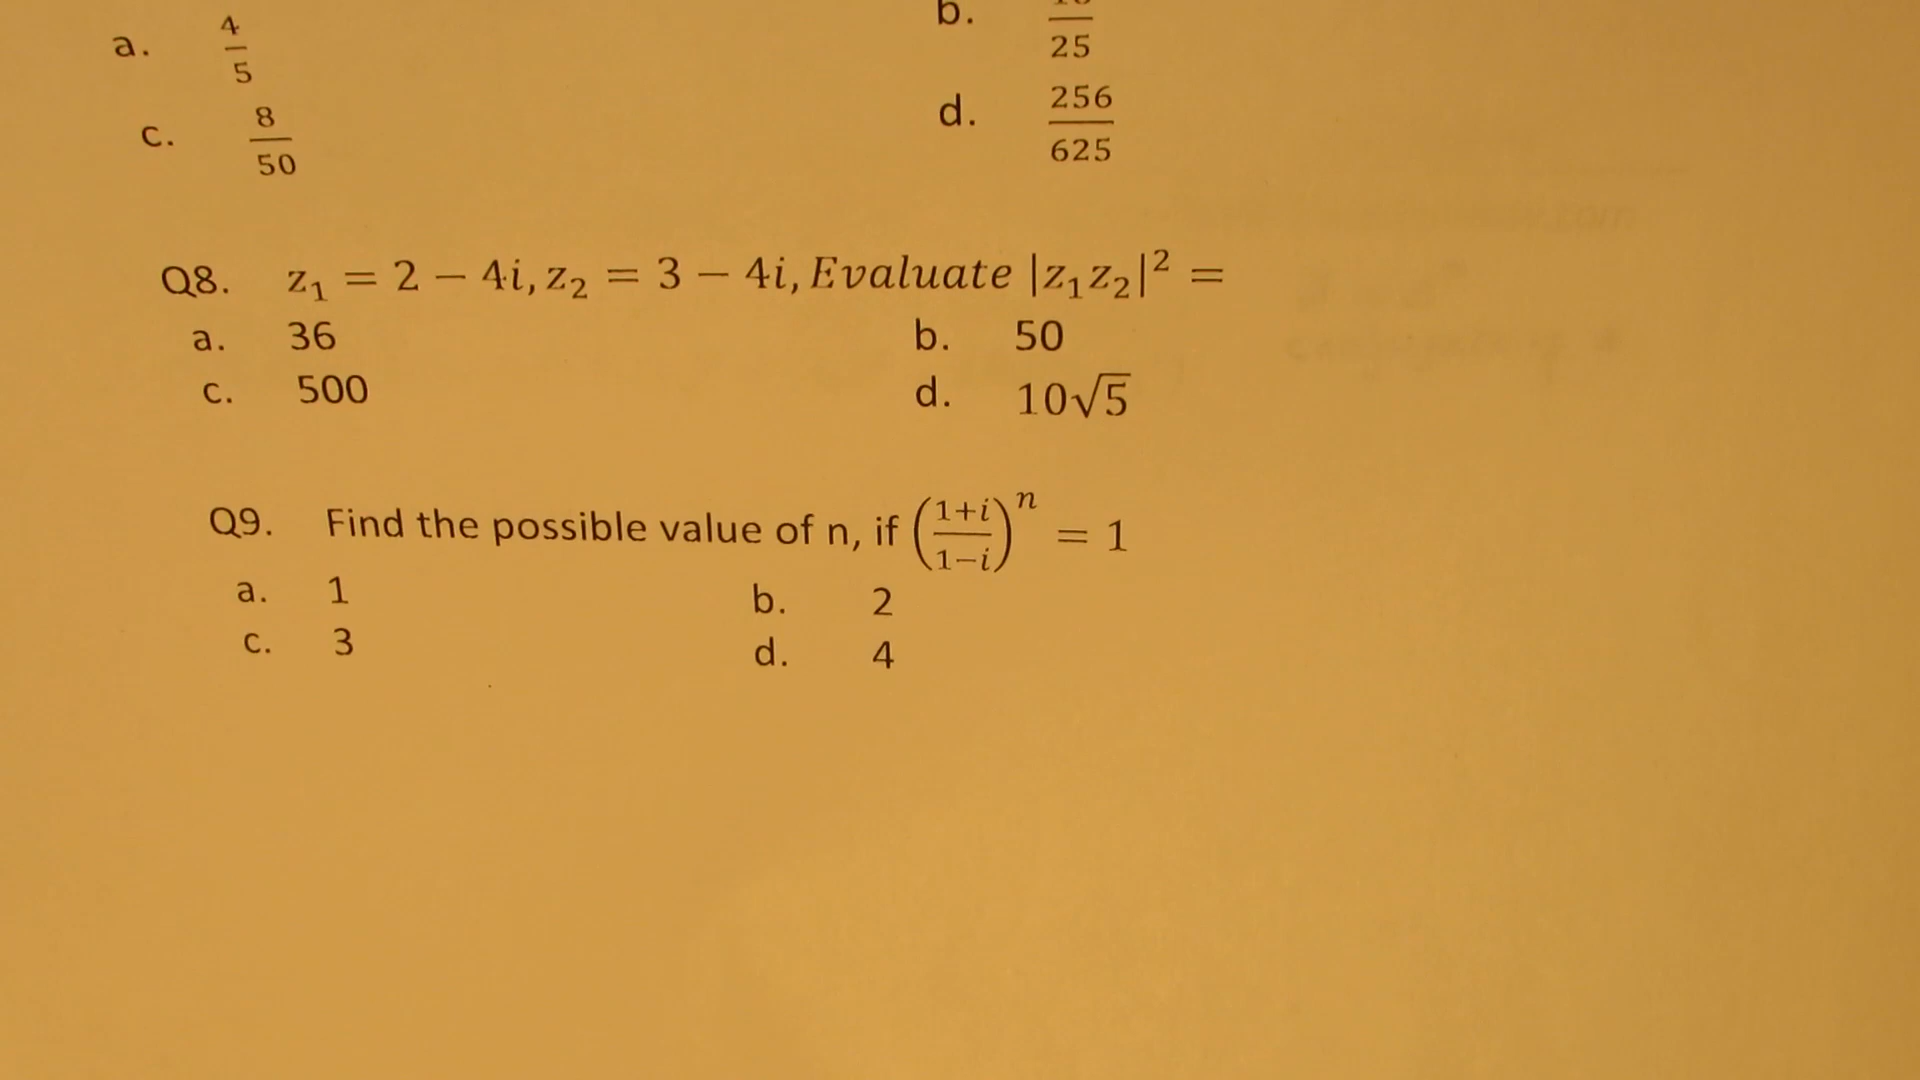 a. 4/5 b. /25
c. 8/50 d. 256/625
Q8. z₁ = 2 − 4i, z₂ = 3 − 4i, Evaluate |z₁z₂|² =
a. 36 b. 50
c. 500 d. 10√5
Q9. Find the possible value of n, if ((1+i)/(1−i))ⁿ = 1
a. 1 b. 2
c. 3 d. 4